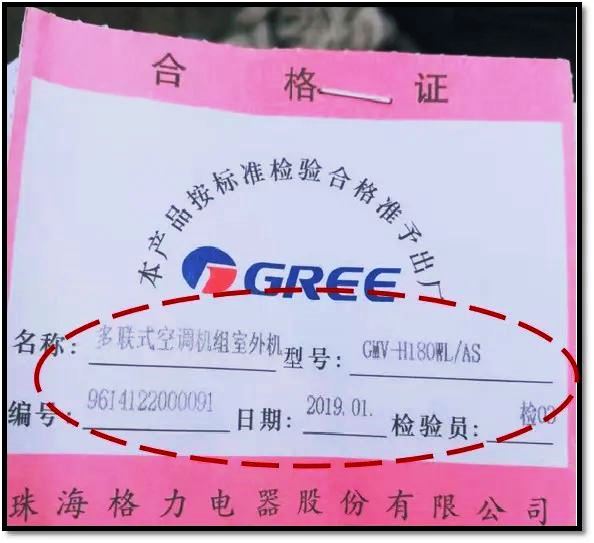 合格证
本产品按标准检验合格准予出厂
GREE
名称: 多联式空调机组室外机 型号: GMV-H180WL/AS
编号: 9614122000091 日期: 2019.01. 检验员: 检03
珠海格力电器股份有限公司